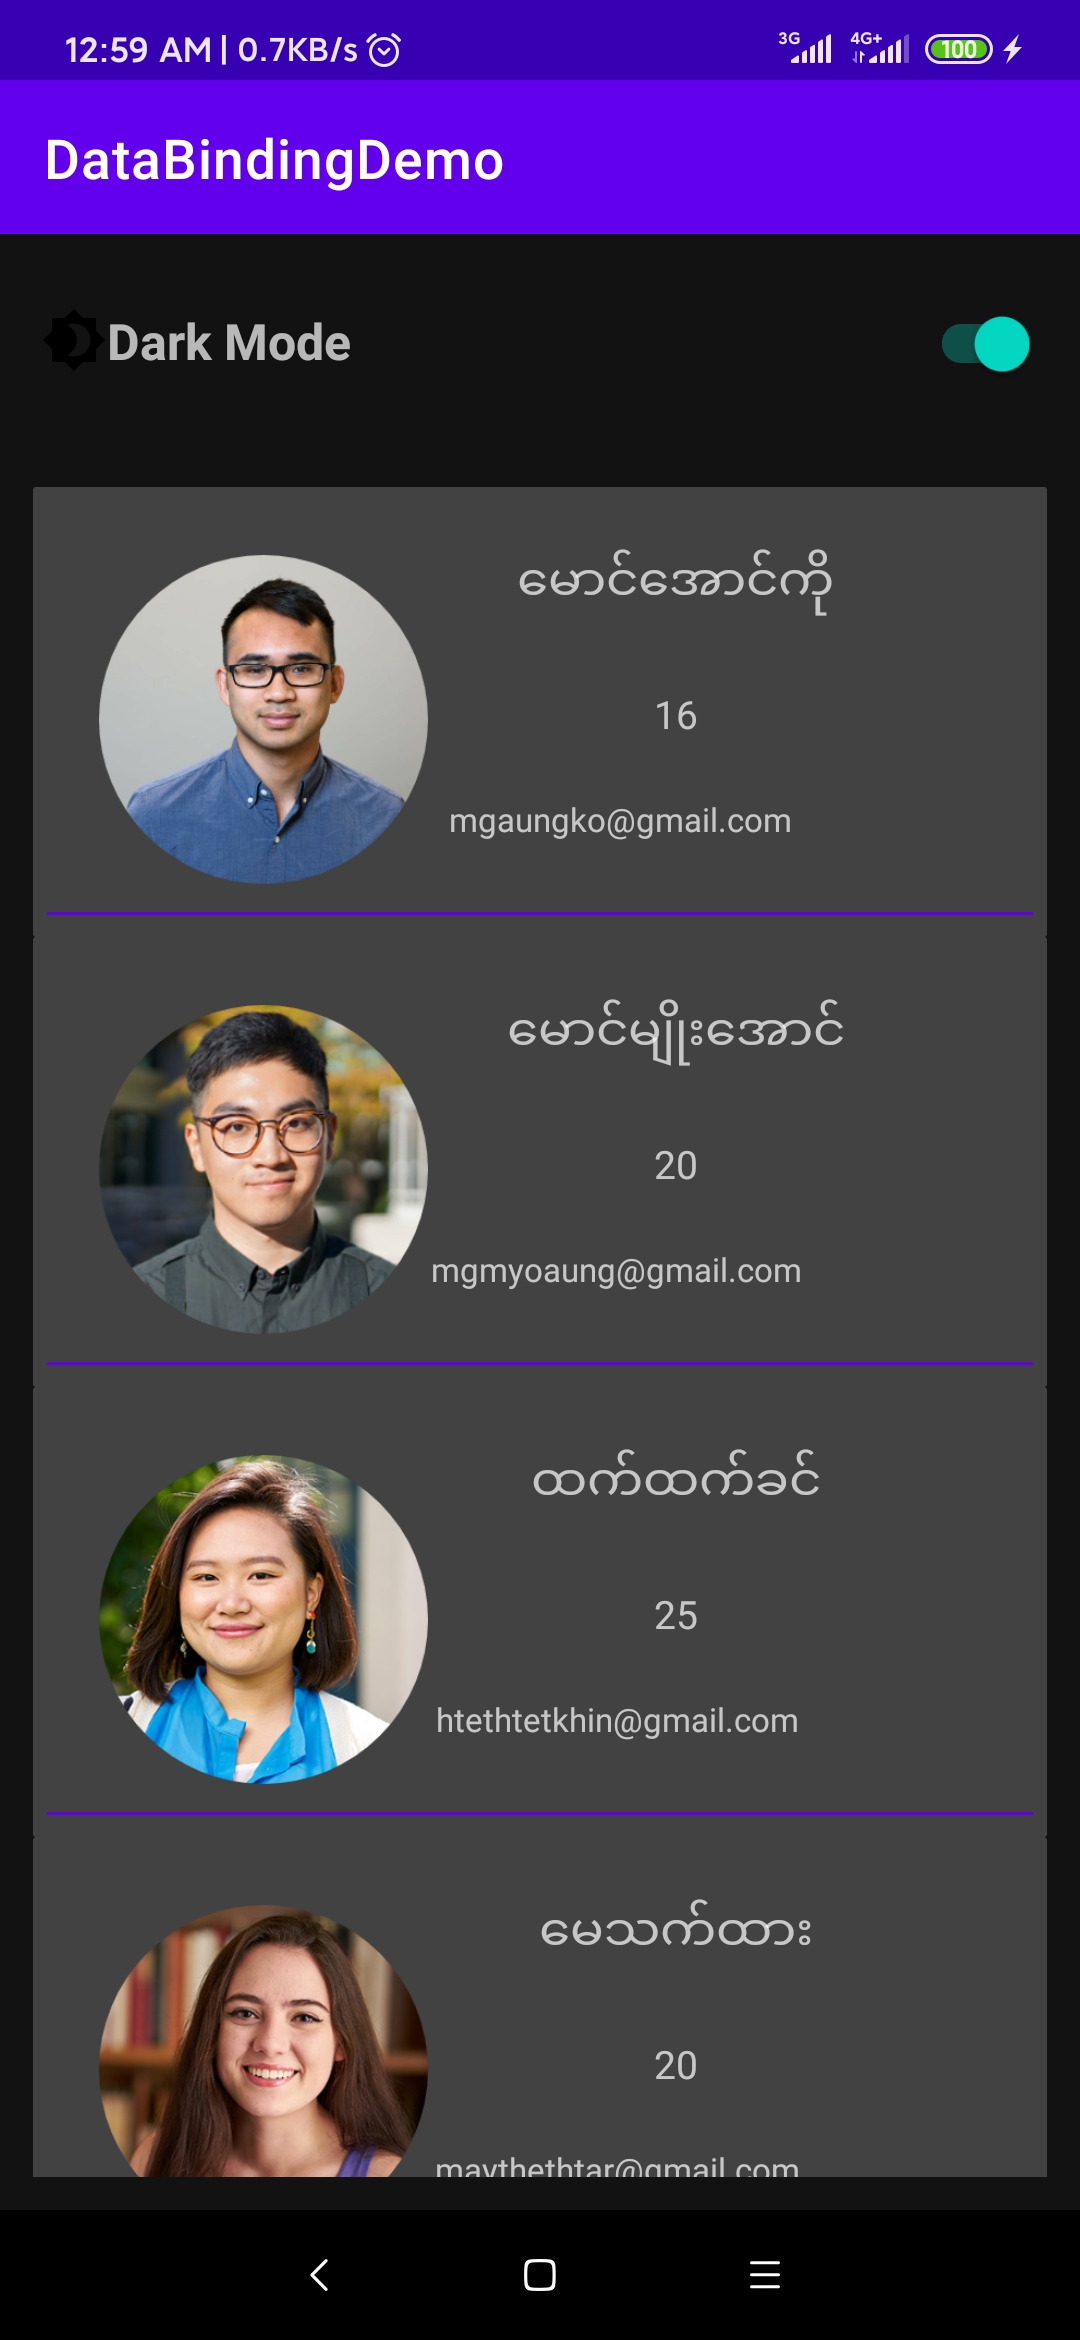 12:59 AM | 0.7KB/s 3G 4G+ 100
DataBindingDemo
Dark Mode
မောင်အောင်ကို
16
mgaungko@gmail.com
မောင်မျိုးအောင်
20
mgmyoaung@gmail.com
ထက်ထက်ခင်
25
htethtetkhin@gmail.com
မေသက်ထား
20
maythethtar@gmail.com